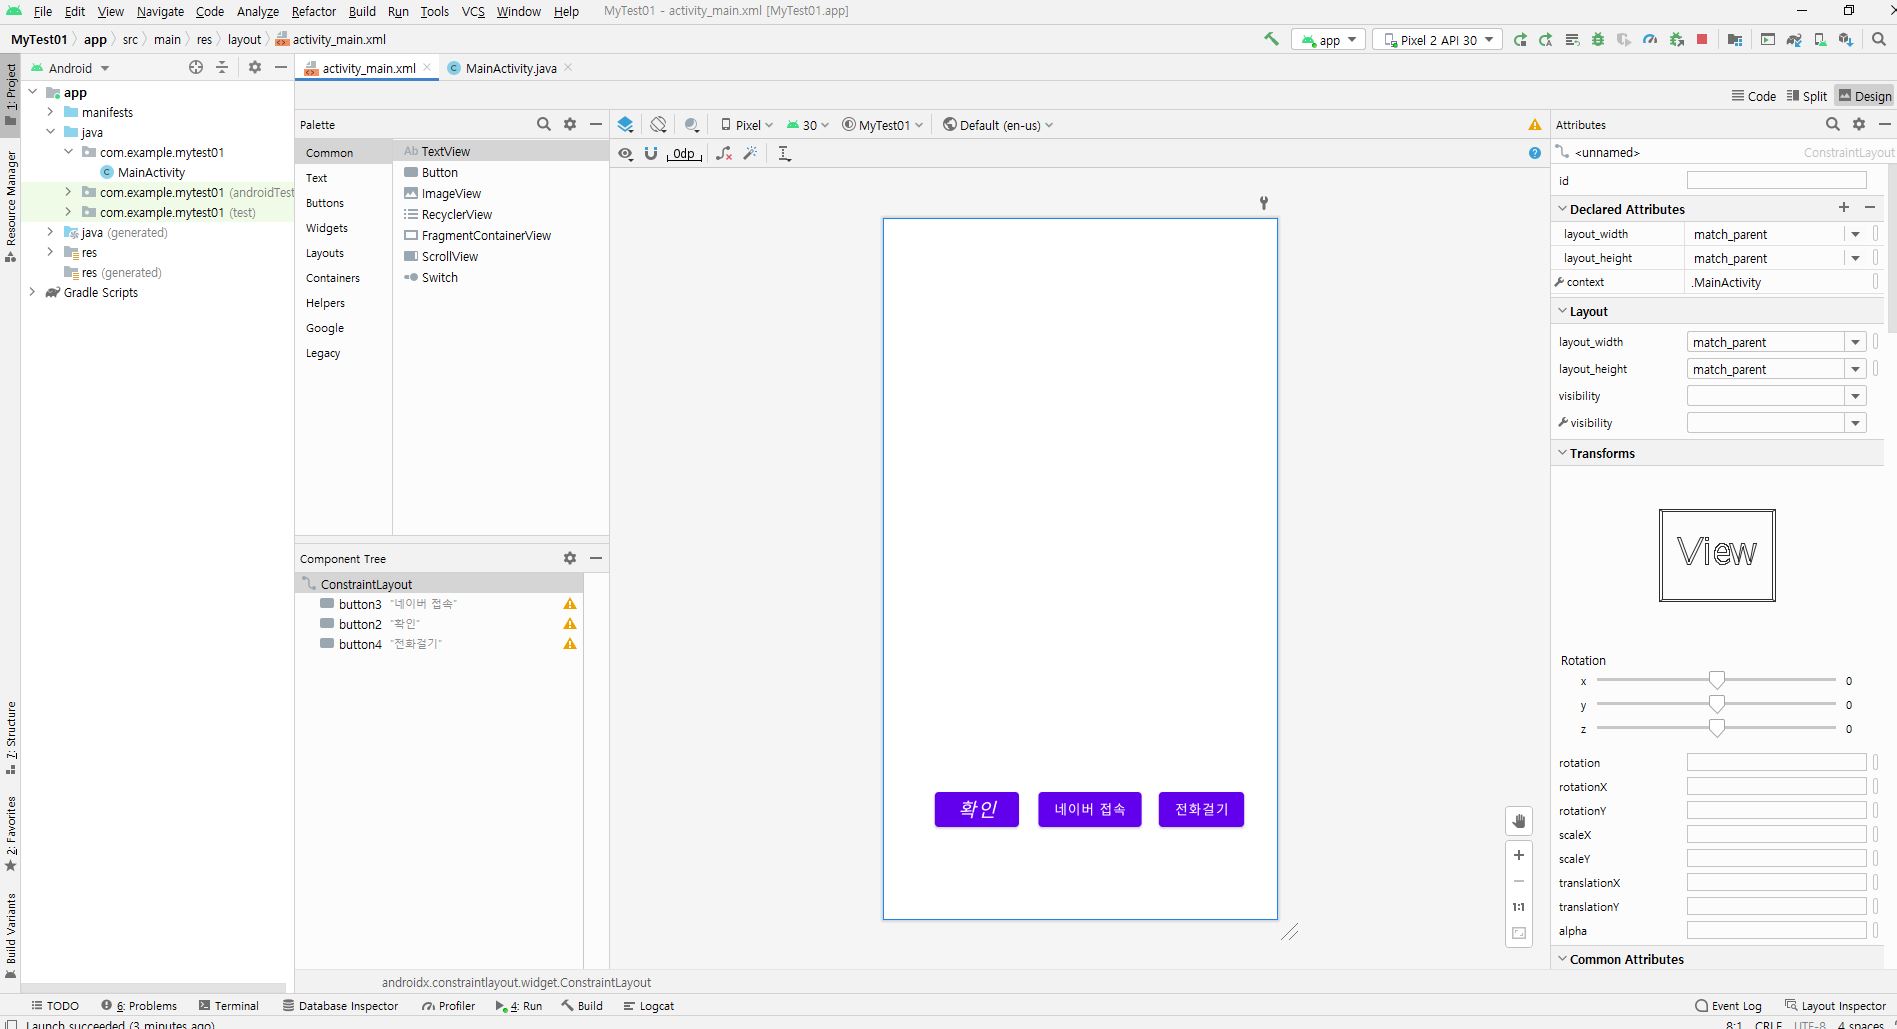 File Edit View Navigate Code Analyze Refactor Build Run Tools VCS Window Help MyTest01 - activity_main.xml [MyTest01.app]
MyTest01 app src main res layout activity_main.xml app Pixel 2 API 30
Android activity_main.xml MainActivity.java
1: Project
Resource Manager
7: Structure
2: Favorites
Build Variants
app
manifests
java
com.example.mytest01
MainActivity
com.example.mytest01 (androidTest
com.example.mytest01 (test)
java (generated)
res
res (generated)
Gradle Scripts
Code Split Design
Palette
Common
Text
Buttons
Widgets
Layouts
Containers
Helpers
Google
Legacy
Ab TextView
Button
ImageView
RecyclerView
FragmentContainerView
ScrollView
Switch
Component Tree
ConstraintLayout
button3 "네이버 접속"
button2 "확인"
button4 "전화걸기"
Pixel 30 MyTest01 Default (en-us)
0dp
확인 네이버 접속 전화걸기
1:1
Attributes
<unnamed> ConstraintLayout
id
Declared Attributes
layout_width match_parent
layout_height match_parent
context .MainActivity
Layout
layout_width match_parent
layout_height match_parent
visibility
visibility
Transforms
View
Rotation
x 0
y 0
z 0
rotation
rotationX
rotationY
scaleX
scaleY
translationX
translationY
alpha
Common Attributes
androidx.constraintlayout.widget.ConstraintLayout
TODO 6: Problems Terminal Database Inspector Profiler 4: Run Build Logcat Event Log Layout Inspector
Launch succeeded (3 minutes ago) 8:1 CRLF UTF-8 4 spaces